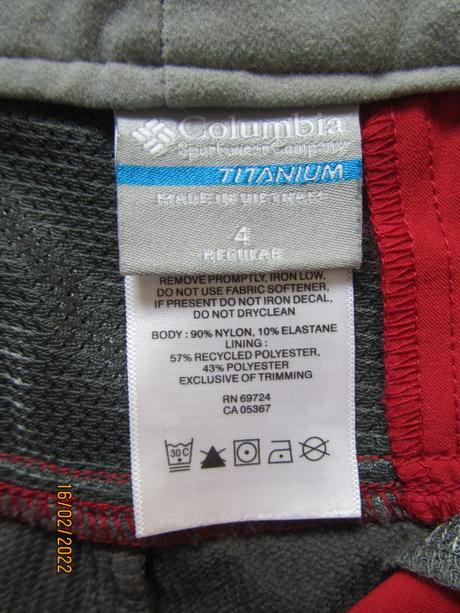 Columbia
Sportswear Company
TITANIUM
MADE IN VIETNAM
4
REGULAR
REMOVE PROMPTLY, IRON LOW,
DO NOT USE FABRIC SOFTENER,
IF PRESENT DO NOT IRON DECAL,
DO NOT DRYCLEAN
BODY : 90% NYLON, 10% ELASTANE
LINING :
57% RECYCLED POLYESTER,
43% POLYESTER
EXCLUSIVE OF TRIMMING
RN 69724
CA 05367
30 C
16/02/2022